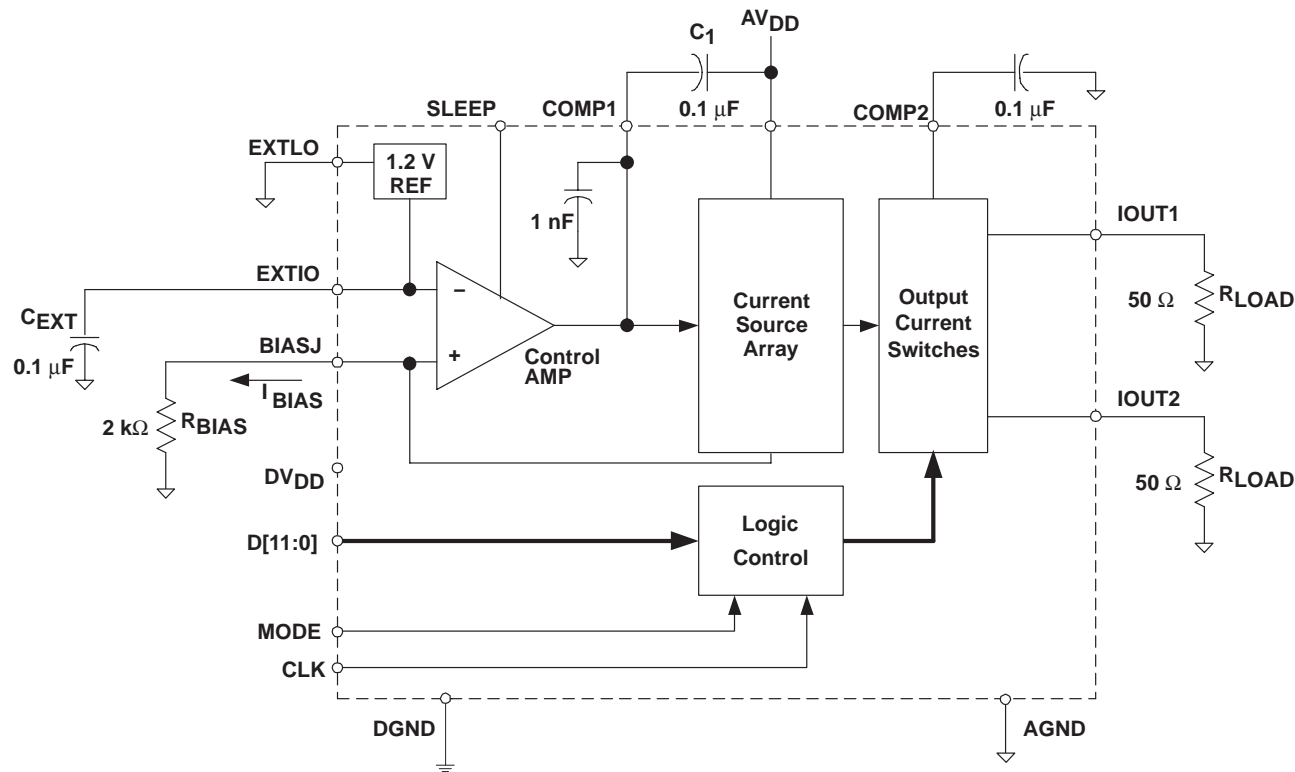 AVDD
C1
0.1 μF
0.1 μF
SLEEP
COMP1
COMP2
EXTLO
1.2 V
REF
1 nF
IOUT1
EXTIO
–
+
Control
AMP
Current
Source
Array
Output
Current
Switches
50 Ω
RLOAD
CEXT
0.1 μF
BIASJ
IBIAS
2 kΩ
RBIAS
IOUT2
50 Ω
RLOAD
DVDD
D[11:0]
Logic
Control
MODE
CLK
DGND
AGND